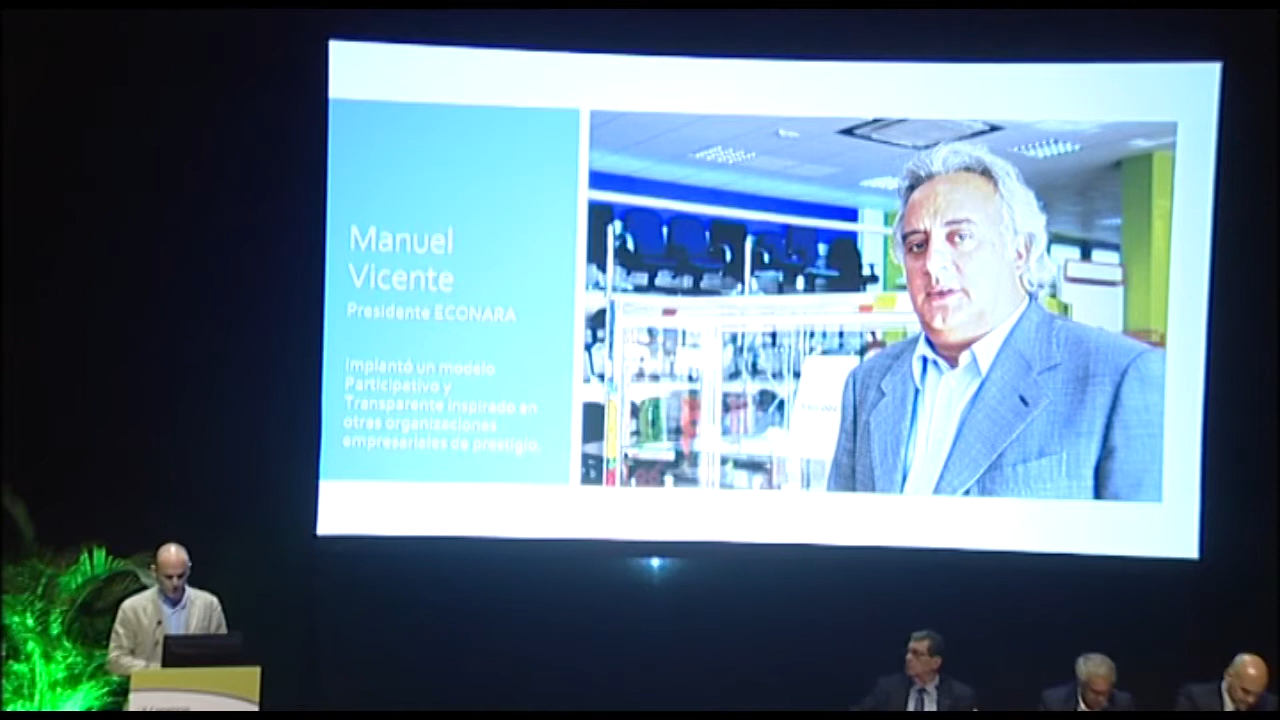 Manuel
Vicente
Presidente ECONARA
Implantó un modelo
Participativo y
Transparente inspirado en
otras organizaciones
empresariales de prestigio.